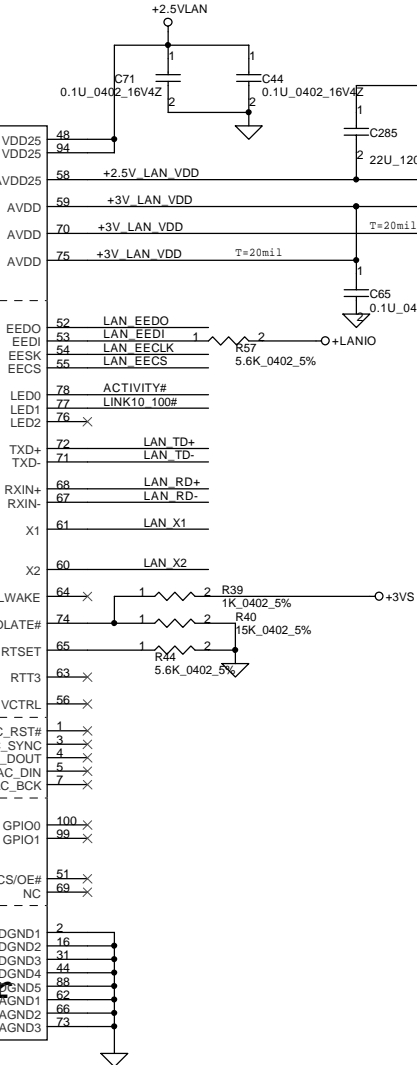 +2.5VLAN
1 1
C71 C44
0.1U_0402_16V4Z 0.1U_0402_16V4Z
2 2
1
C285
2 22U_120
VDD25 48
VDD25 94
AVDD25 58 +2.5V_LAN_VDD
AVDD 59 +3V_LAN_VDD
AVDD 70 +3V_LAN_VDD T=20mil
AVDD 75 +3V_LAN_VDD T=20mil
1
C65
0.1U_04
2
EEDO 52 LAN_EEDO
EEDI 53 LAN_EEDI 1 2 +LANIO
R57
5.6K_0402_5%
EESK 54 LAN_EECLK
EECS 55 LAN_EECS
LED0 78 ACTIVITY#
LED1 77 LINK10_100#
LED2 76
TXD+ 72 LAN_TD+
TXD- 71 LAN_TD-
RXIN+ 68 LAN_RD+
RXIN- 67 LAN_RD-
X1 61 LAN_X1
X2 60 LAN_X2
LWAKE 64 1 2 R39 +3VS
1K_0402_5%
OLATE# 74 1 2 R40
15K_0402_5%
RTSET 65 1 2
R44
5.6K_0402_5%
RTT3 63
VCTRL 56
C_RST# 1
C_SYNC 3
_DOUT 4
AC_DIN 5
C_BCK 7
GPIO0 100
GPIO1 99
CS/OE# 51
NC 69
DGND1 2
DGND2 16
DGND3 31
DGND4 44
DGND5 88
AGND1 62
AGND2 66
AGND3 73